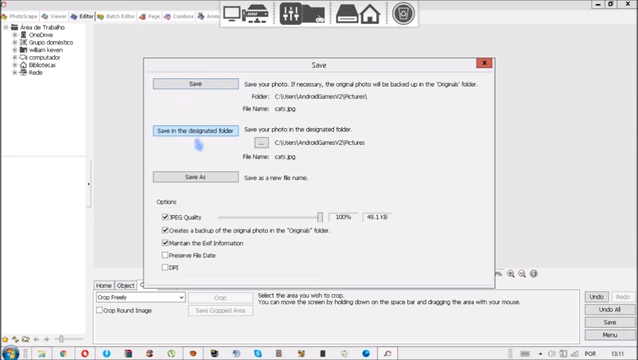 PhotoScape Viewer Editor Batch Editor Page Combine Anim
Área de Trabalho
OneDrive
Grupo doméstico
william kewen
computador
Bibliotecas
Rede
Save
Save
Save your photo. If necessary, the original photo will be backed up in the 'Originals' folder.
Folder: C:\Users\AndroidGamesV2\Pictures\
File Name: cats.jpg
Save in the designated folder
Save your photo in the designated folder.
... C:\Users\AndroidGamesV2\Pictures
File Name: cats.jpg
Save As
Save as a new file name.
Options
JPEG Quality 100% 48.1 KB
Creates a backup of the original photo in the "Originals" folder.
Maintain the Exif Information
Preserve File Date
DPI
Home Object
Crop Freely
Crop
Select the area you wish to crop.
You can move the screen by holding down on the space bar and dragging the area with your mouse.
Crop Round Image
Save Cropped Area
Undo Redo
Undo All
Save
Menu
POR 13:11